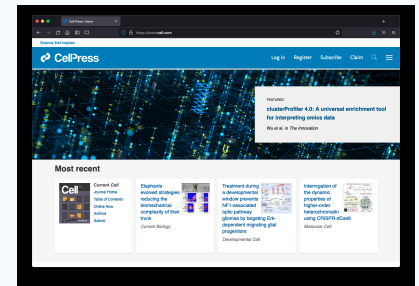 Cell Press: Home
https://www.cell.com
Science that inspires
CellPress
Log in Register Subscribe Claim
FEATURED
clusterProfiler 4.0: A universal enrichment tool
for interpreting omics data
Wu et al. in The Innovation
Most recent
Cell
Current Cell
Journal Home
Table of Contents
Online Now
Archive
Submit
Elephants
evolved strategies
reducing the
biomechanical
complexity of their
trunk
Current Biology
Treatment during
a developmental
window prevents
NF1-associated
optic pathway
gliomas by targeting Erk-
dependent migrating glial
progenitors
Developmental Cell
Interrogation of
the dynamic
properties of
higher-order
heterochromatin
using CRISPR-dCas9
Molecular Cell